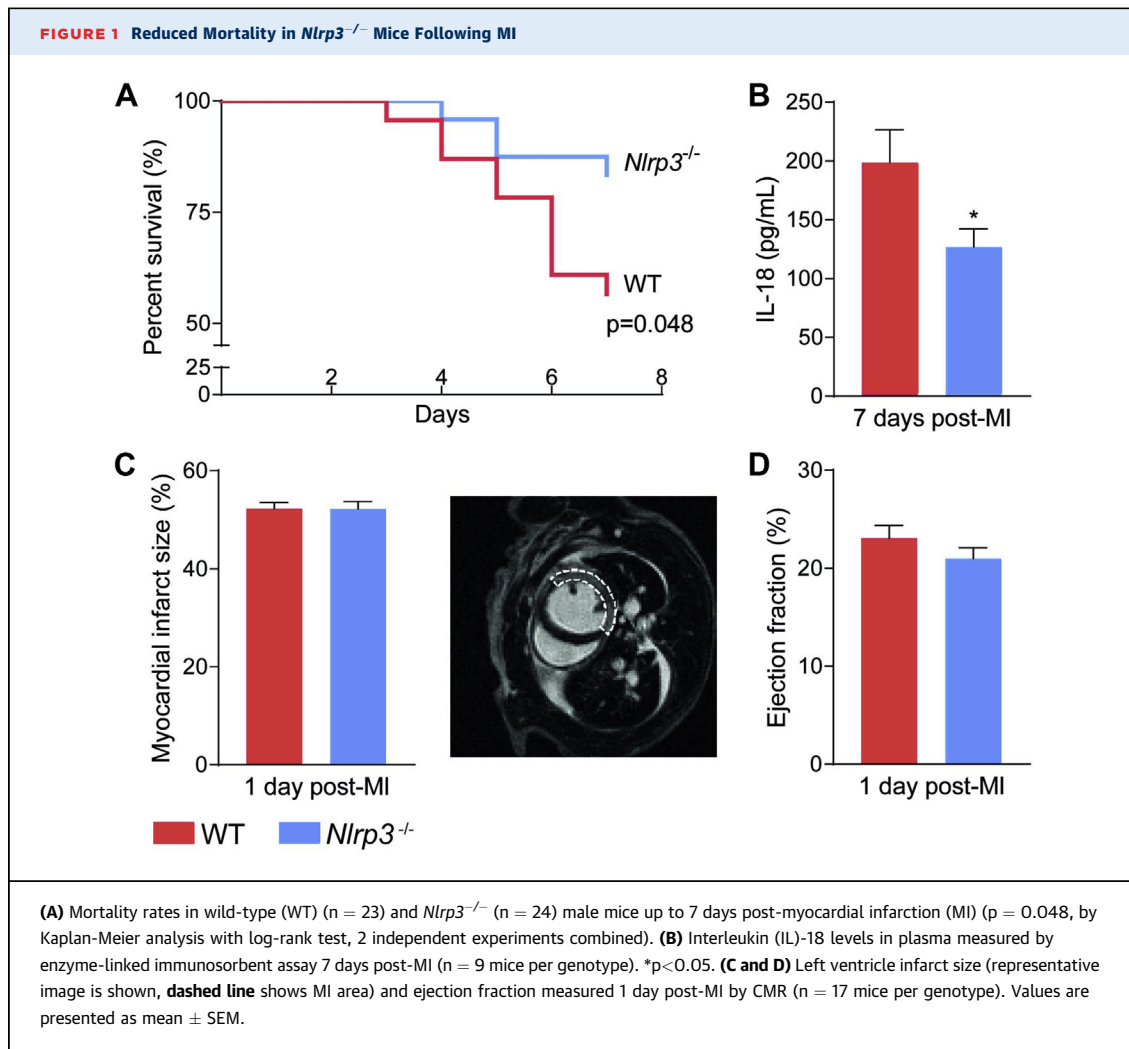 FIGURE 1 Reduced Mortality in Nlrp3−/− Mice Following MI
A
100
75
50
25
0
Percent survival (%)
Nlrp3-/-
WT
p=0.048
2 4 6 8
Days
B
250
200
150
100
50
0
IL-18 (pg/mL)
*
7 days post-MI
C
60
40
20
0
Myocardial infarct size (%)
1 day post-MI
D
30
20
10
0
Ejection fraction (%)
1 day post-MI
WT Nlrp3-/-
(A) Mortality rates in wild-type (WT) (n = 23) and Nlrp3−/− (n = 24) male mice up to 7 days post-myocardial infarction (MI) (p = 0.048, by
Kaplan-Meier analysis with log-rank test, 2 independent experiments combined). (B) Interleukin (IL)-18 levels in plasma measured by
enzyme-linked immunosorbent assay 7 days post-MI (n = 9 mice per genotype). *p<0.05. (C and D) Left ventricle infarct size (representative
image is shown, dashed line shows MI area) and ejection fraction measured 1 day post-MI by CMR (n = 17 mice per genotype). Values are
presented as mean ± SEM.